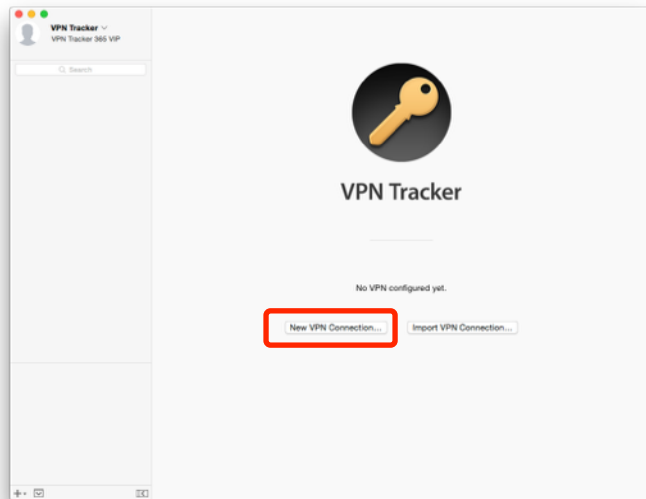 VPN Tracker
VPN Tracker 365 VIP
Search
VPN Tracker
No VPN configured yet.
New VPN Connection...
Import VPN Connection...